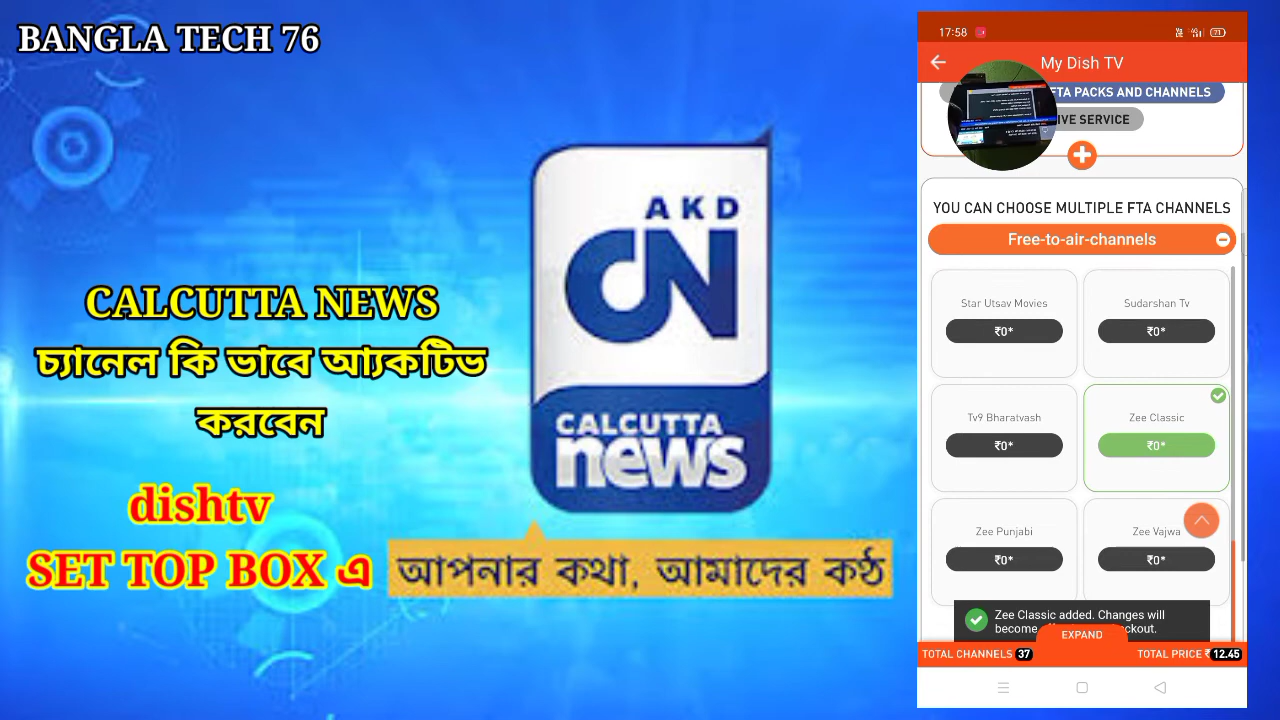 BANGLA TECH 76
CALCUTTA NEWS
চ্যানেল কি ভাবে অ্যাকটিভ
করবেন
dishtv
SET TOP BOX এ
AKD
CN
CALCUTTA
news
আপনার কথা, আমাদের কণ্ঠ
17:58
My Dish TV
FTA PACKS AND CHANNELS
IVE SERVICE
YOU CAN CHOOSE MULTIPLE FTA CHANNELS
Free-to-air-channels
Star Utsav Movies
Sudarshan Tv
₹0*
₹0*
Tv9 Bharatvash
Zee Classic
₹0*
₹0*
Zee Punjabi
Zee Vajwa
₹0*
₹0*
Zee Classic added. Changes will
become ckout.
EXPAND
TOTAL CHANNELS 37
TOTAL PRICE ₹12.45